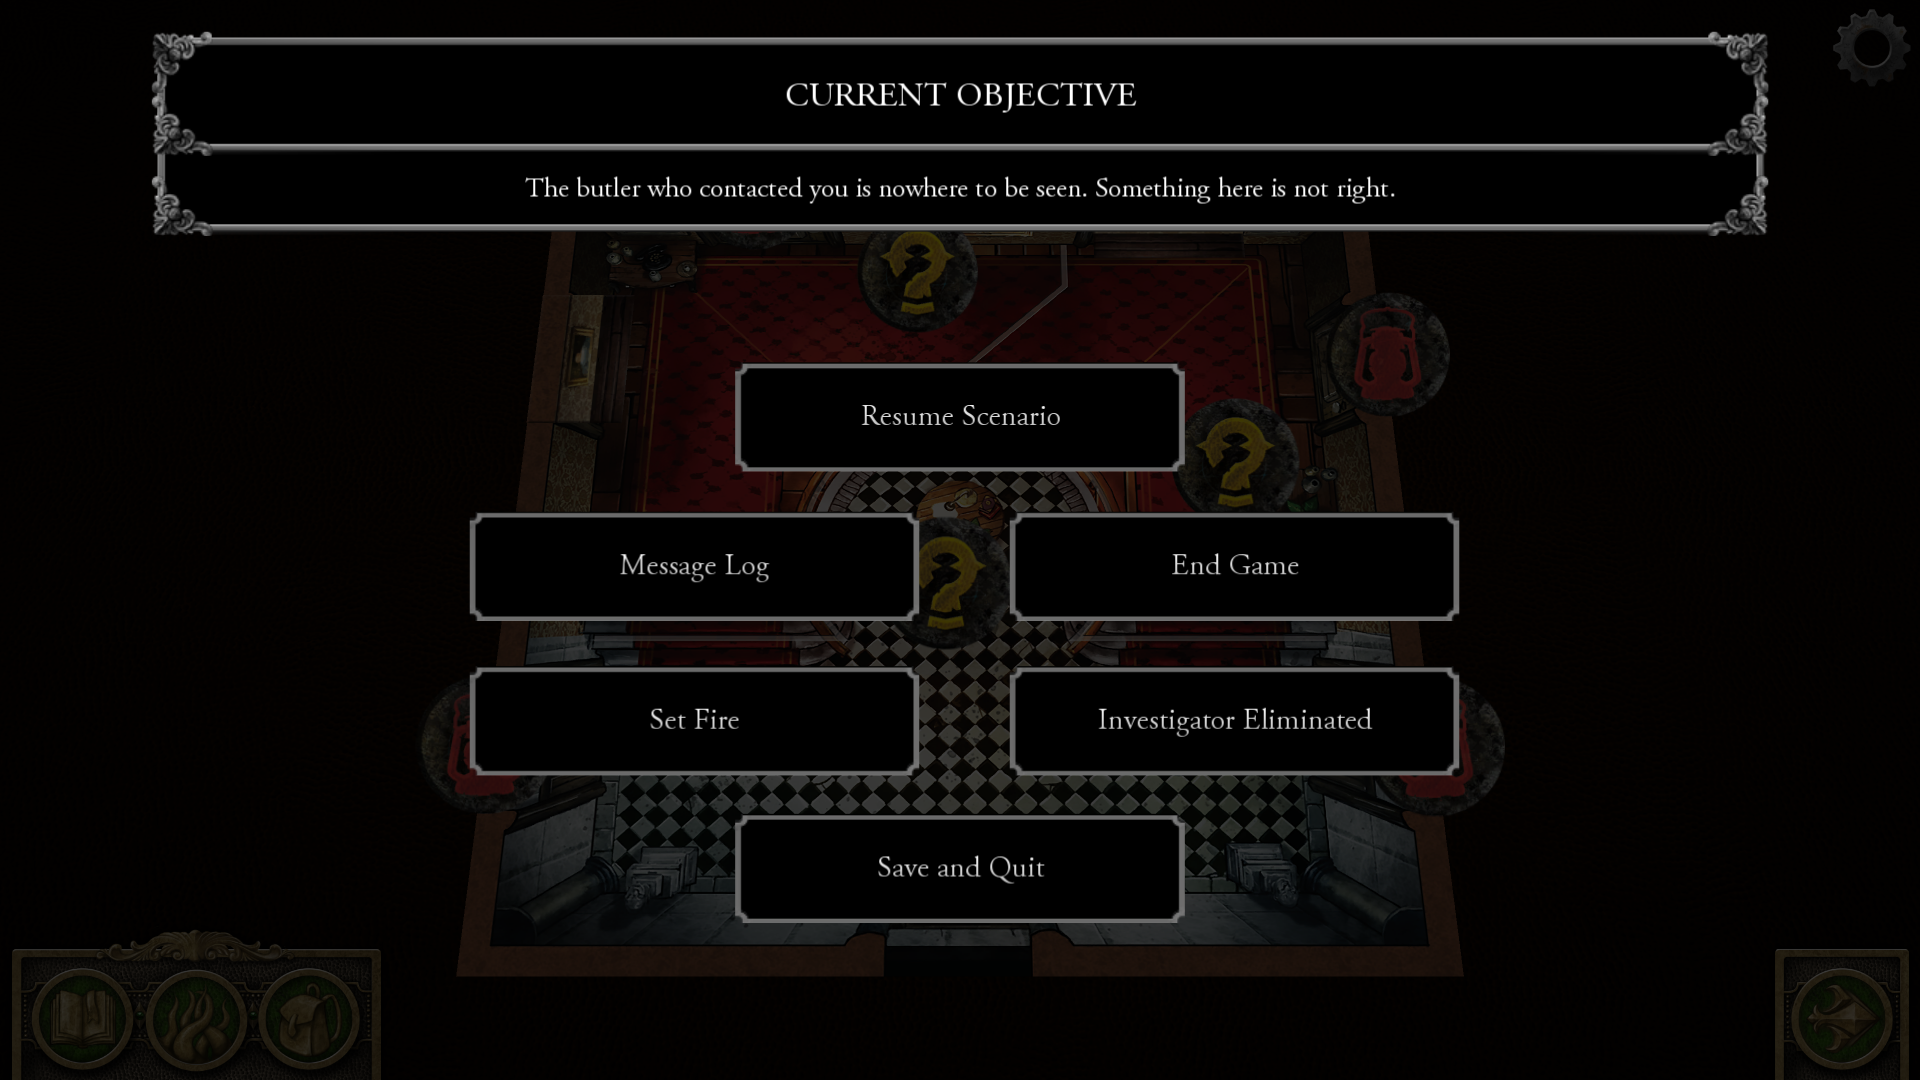 CURRENT OBJECTIVE
The butler who contacted you is nowhere to be seen. Something here is not right.
Resume Scenario
Message Log
End Game
Set Fire
Investigator Eliminated
Save and Quit